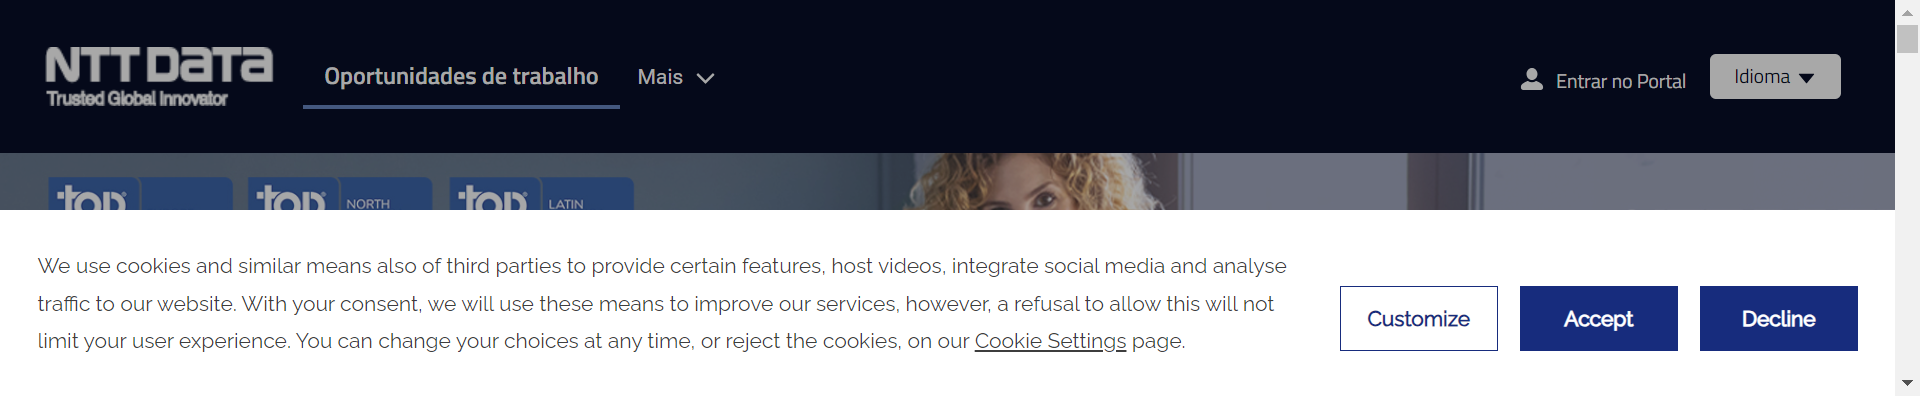 NTT DATA
Trusted Global Innovator
Oportunidades de trabalho
Mais
Entrar no Portal
Idioma
top
top NORTH
top LATIN
We use cookies and similar means also of third parties to provide certain features, host videos, integrate social media and analyse
traffic to our website. With your consent, we will use these means to improve our services, however, a refusal to allow this will not
limit your user experience. You can change your choices at any time, or reject the cookies, on our Cookie Settings page.
Customize
Accept
Decline